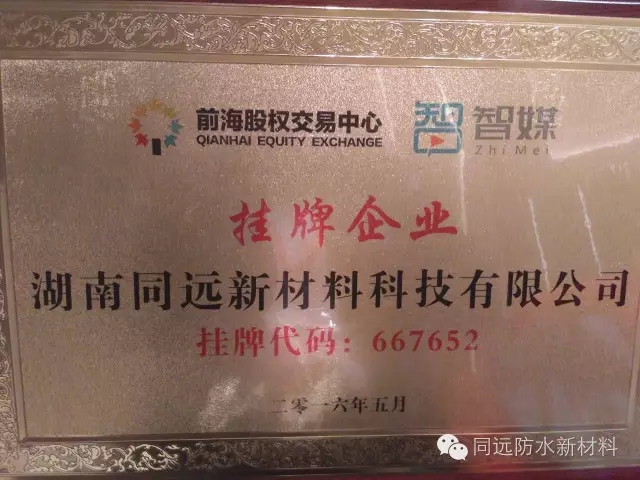 前海股权交易中心
QIANHAI EQUITY EXCHANGE
智媒
Zhi Mei
挂牌企业
湖南同远新材料科技有限公司
挂牌代码：667652
二零一六年五月
同远防水新材料